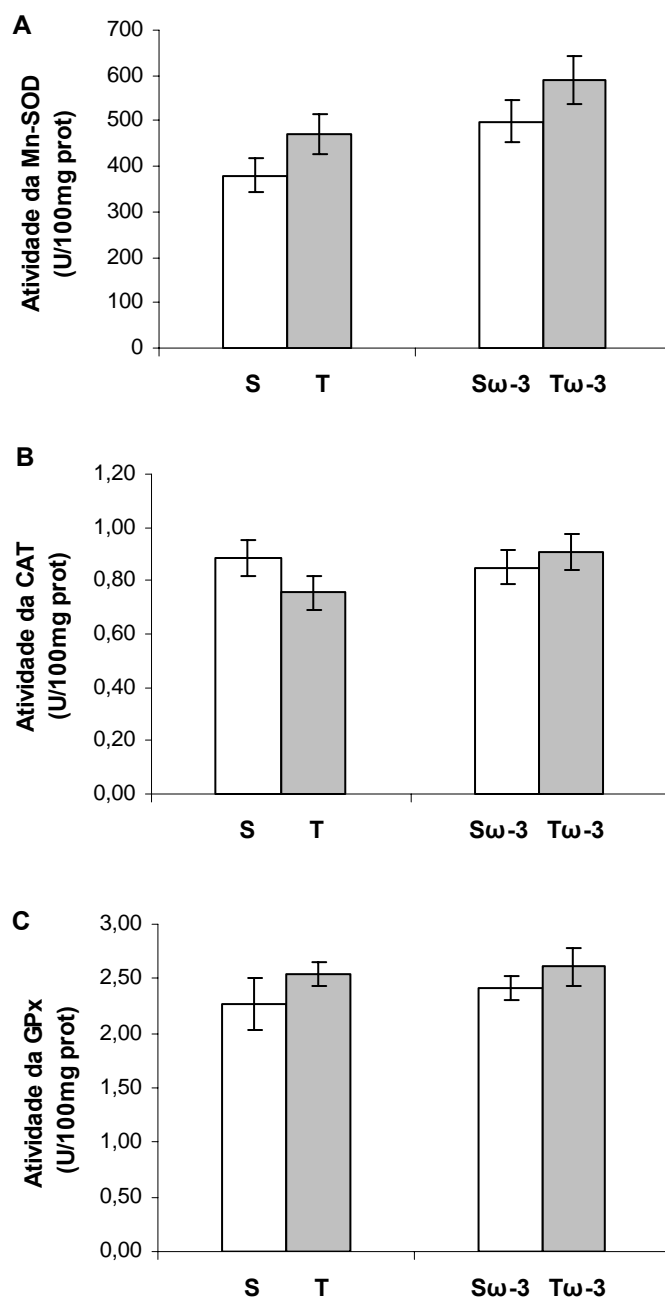 A
Atividade da Mn-SOD
(U/100mg prot)
700
600
500
400
300
200
100
0
S T Sω-3 Tω-3
B
Atividade da CAT
(U/100mg prot)
1,20
1,00
0,80
0,60
0,40
0,20
0,00
S T Sω-3 Tω-3
C
Atividade da GPx
(U/100mg prot)
3,00
2,50
2,00
1,50
1,00
0,50
0,00
S T Sω-3 Tω-3